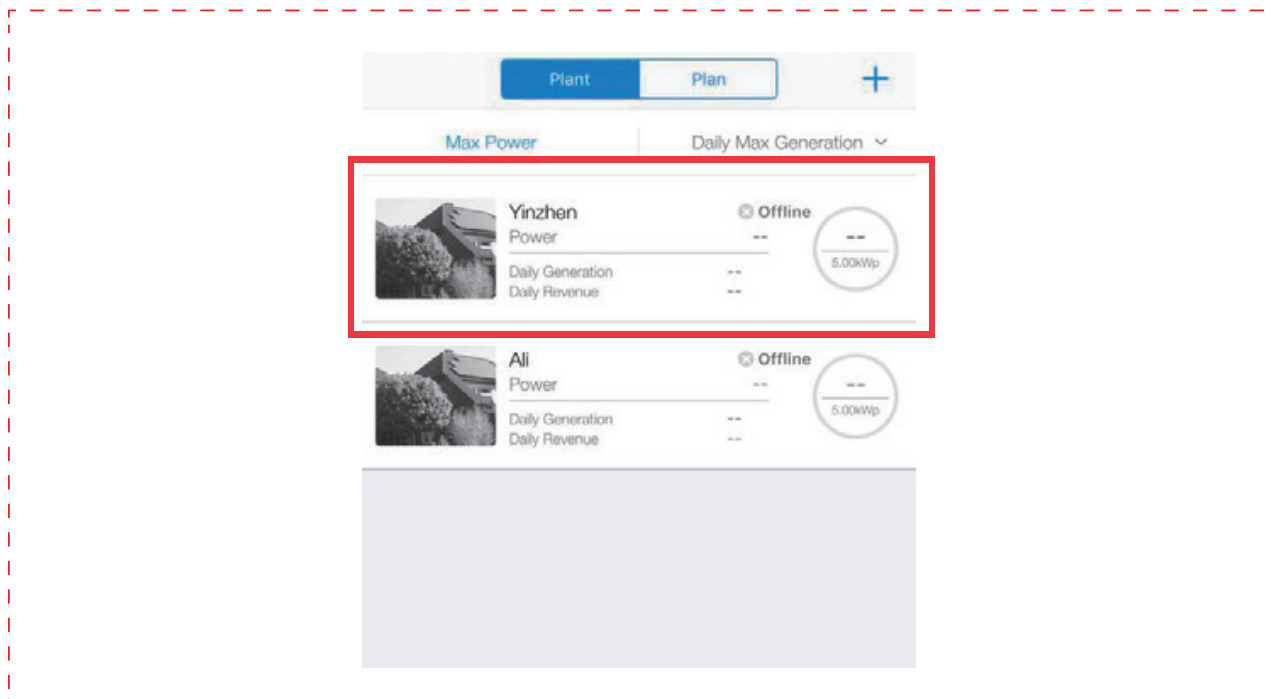 Plant Plan +
Max Power Daily Max Generation
Yinzhen Offline
Power --
--
5.00kWp
Daily Generation --
Daily Revenue --
Ali Offline
Power --
--
5.00kWp
Daily Generation --
Daily Revenue --